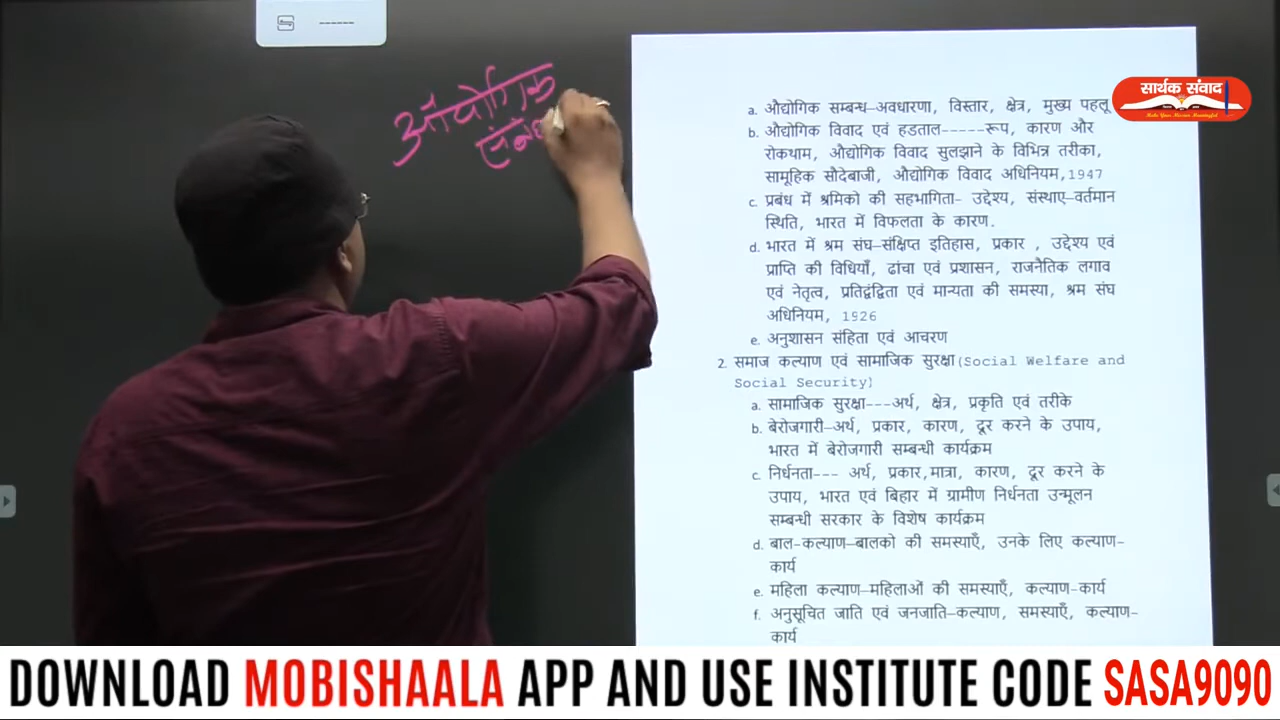 -----
सार्थक संवाद
a. औद्योगिक सम्बन्ध–अवधारणा, विस्तार, क्षेत्र, मुख्य पहलू
b. औद्योगिक विवाद एवं हडताल-----रूप, कारण और
रोकथाम, औद्योगिक विवाद सुलझाने के विभिन्न तरीका,
सामूहिक सौदेबाजी, औद्योगिक विवाद अधिनियम,1947
c. प्रबंध में श्रमिको की सहभागिता- उद्देश्य, संस्थाए–वर्तमान
स्थिति, भारत में विफलता के कारण.
d. भारत में श्रम संघ–संक्षिप्त इतिहास, प्रकार , उद्देश्य एवं
प्राप्ति की विधियाँ, ढांचा एवं प्रशासन, राजनैतिक लगाव
एवं नेतृत्व, प्रतिद्वंद्विता एवं मान्यता की समस्या, श्रम संघ
अधिनियम, 1926
e. अनुशासन संहिता एवं आचरण
2. समाज कल्याण एवं सामाजिक सुरक्षा(Social Welfare and
Social Security)
a. सामाजिक सुरक्षा---अर्थ, क्षेत्र, प्रकृति एवं तरीके
b. बेरोजगारी–अर्थ, प्रकार, कारण, दूर करने के उपाय,
भारत में बेरोजगारी सम्बन्धी कार्यक्रम
c. निर्धनता--- अर्थ, प्रकार,मात्रा, कारण, दूर करने के
उपाय, भारत एवं बिहार में ग्रामीण निर्धनता उन्मूलन
सम्बन्धी सरकार के विशेष कार्यक्रम
d. बाल-कल्याण–बालको की समस्याएँ, उनके लिए कल्याण-
कार्य
e. महिला कल्याण–महिलाओं की समस्याएँ, कल्याण-कार्य
f. अनुसूचित जाति एवं जनजाति–कल्याण, समस्याएँ, कल्याण-
कार्य
DOWNLOAD MOBISHAALA APP AND USE INSTITUTE CODE SASA9090